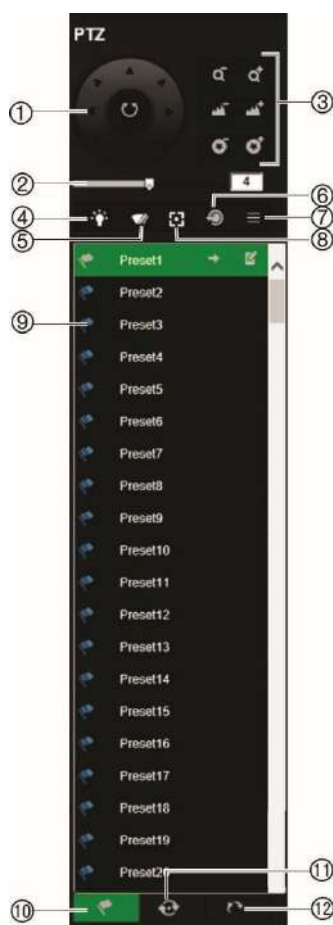 PTZ
①
③
②
4
④
⑥
⑦
⑤
⑧
Preset1
Preset2
⑨
Preset3
Preset4
Preset5
Preset6
Preset7
Preset8
Preset9
Preset10
Preset11
Preset12
Preset13
Preset14
Preset15
Preset16
Preset17
Preset18
Preset19
Preset20
⑪
⑩
⑫